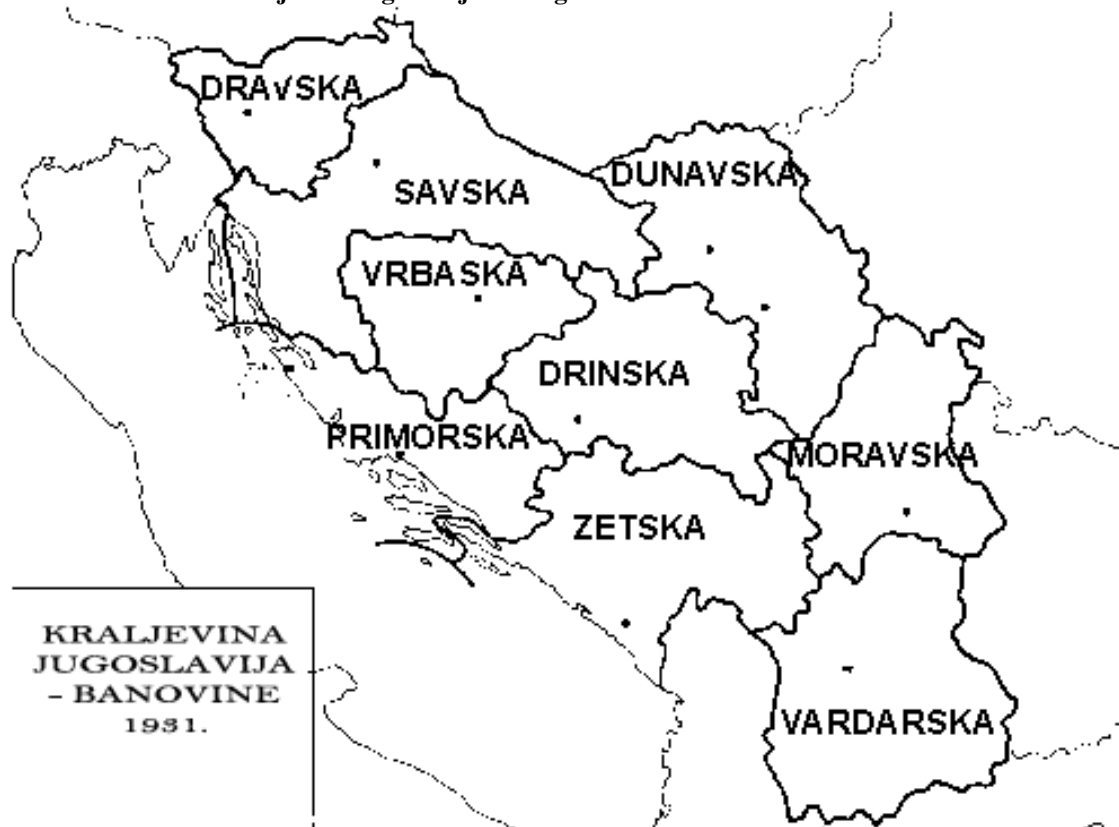 DRAVSKA
DUNAVSKA
SAVSKA
VRBASKA
DRINSKA
PRIMORSKA
MORAVSKA
ZETSKA
VARDARSKA
KRALJEVINA
JUGOSLAVIJA
- BANOVINE
1931.